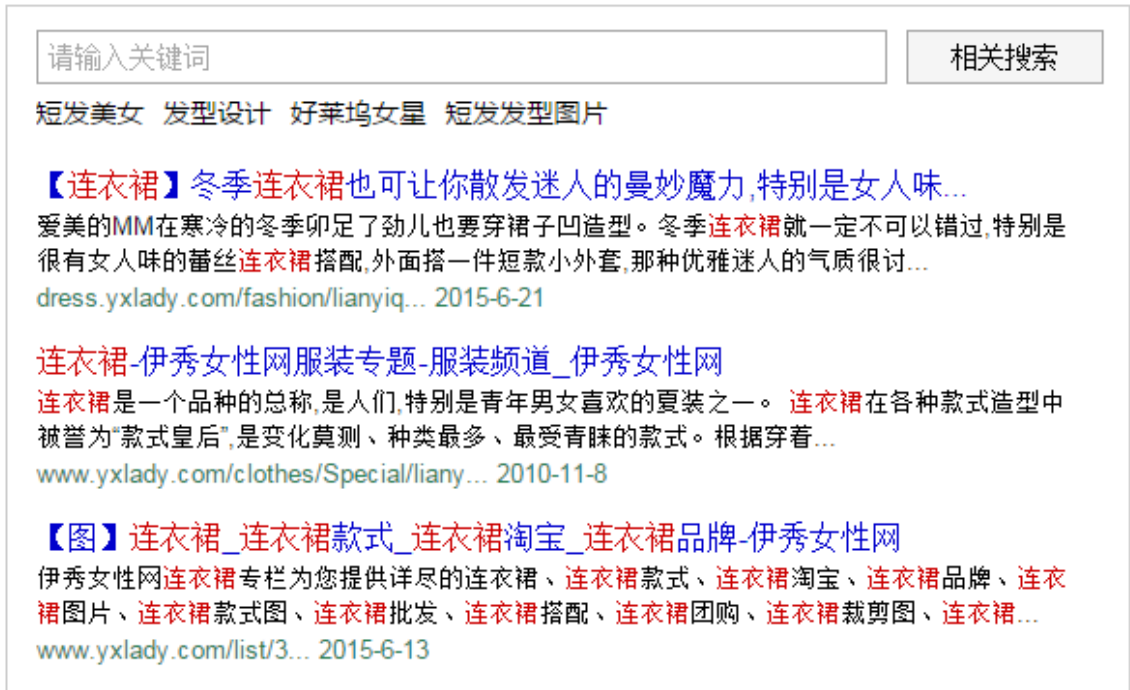 请输入关键词 相关搜索
短发美女 发型设计 好莱坞女星 短发发型图片
【连衣裙】冬季连衣裙也可让你散发迷人的曼妙魔力,特别是女人味...
爱美的MM在寒冷的冬季卯足了劲儿也要穿裙子凹造型。冬季连衣裙就一定不可以错过,特别是
很有女人味的蕾丝连衣裙搭配,外面搭一件短款小外套,那种优雅迷人的气质很讨...
dress.yxlady.com/fashion/lianyiq... 2015-6-21
连衣裙-伊秀女性网服装专题-服装频道_伊秀女性网
连衣裙是一个品种的总称,是人们,特别是青年男女喜欢的夏装之一。 连衣裙在各种款式造型中
被誉为“款式皇后”,是变化莫测、种类最多、最受青睐的款式。根据穿着...
www.yxlady.com/clothes/Special/liany... 2010-11-8
【图】连衣裙_连衣裙款式_连衣裙淘宝_连衣裙品牌-伊秀女性网
伊秀女性网连衣裙专栏为您提供详尽的连衣裙、连衣裙款式、连衣裙淘宝、连衣裙品牌、连衣
裙图片、连衣裙款式图、连衣裙批发、连衣裙搭配、连衣裙团购、连衣裙裁剪图、连衣裙...
www.yxlady.com/list/3... 2015-6-13